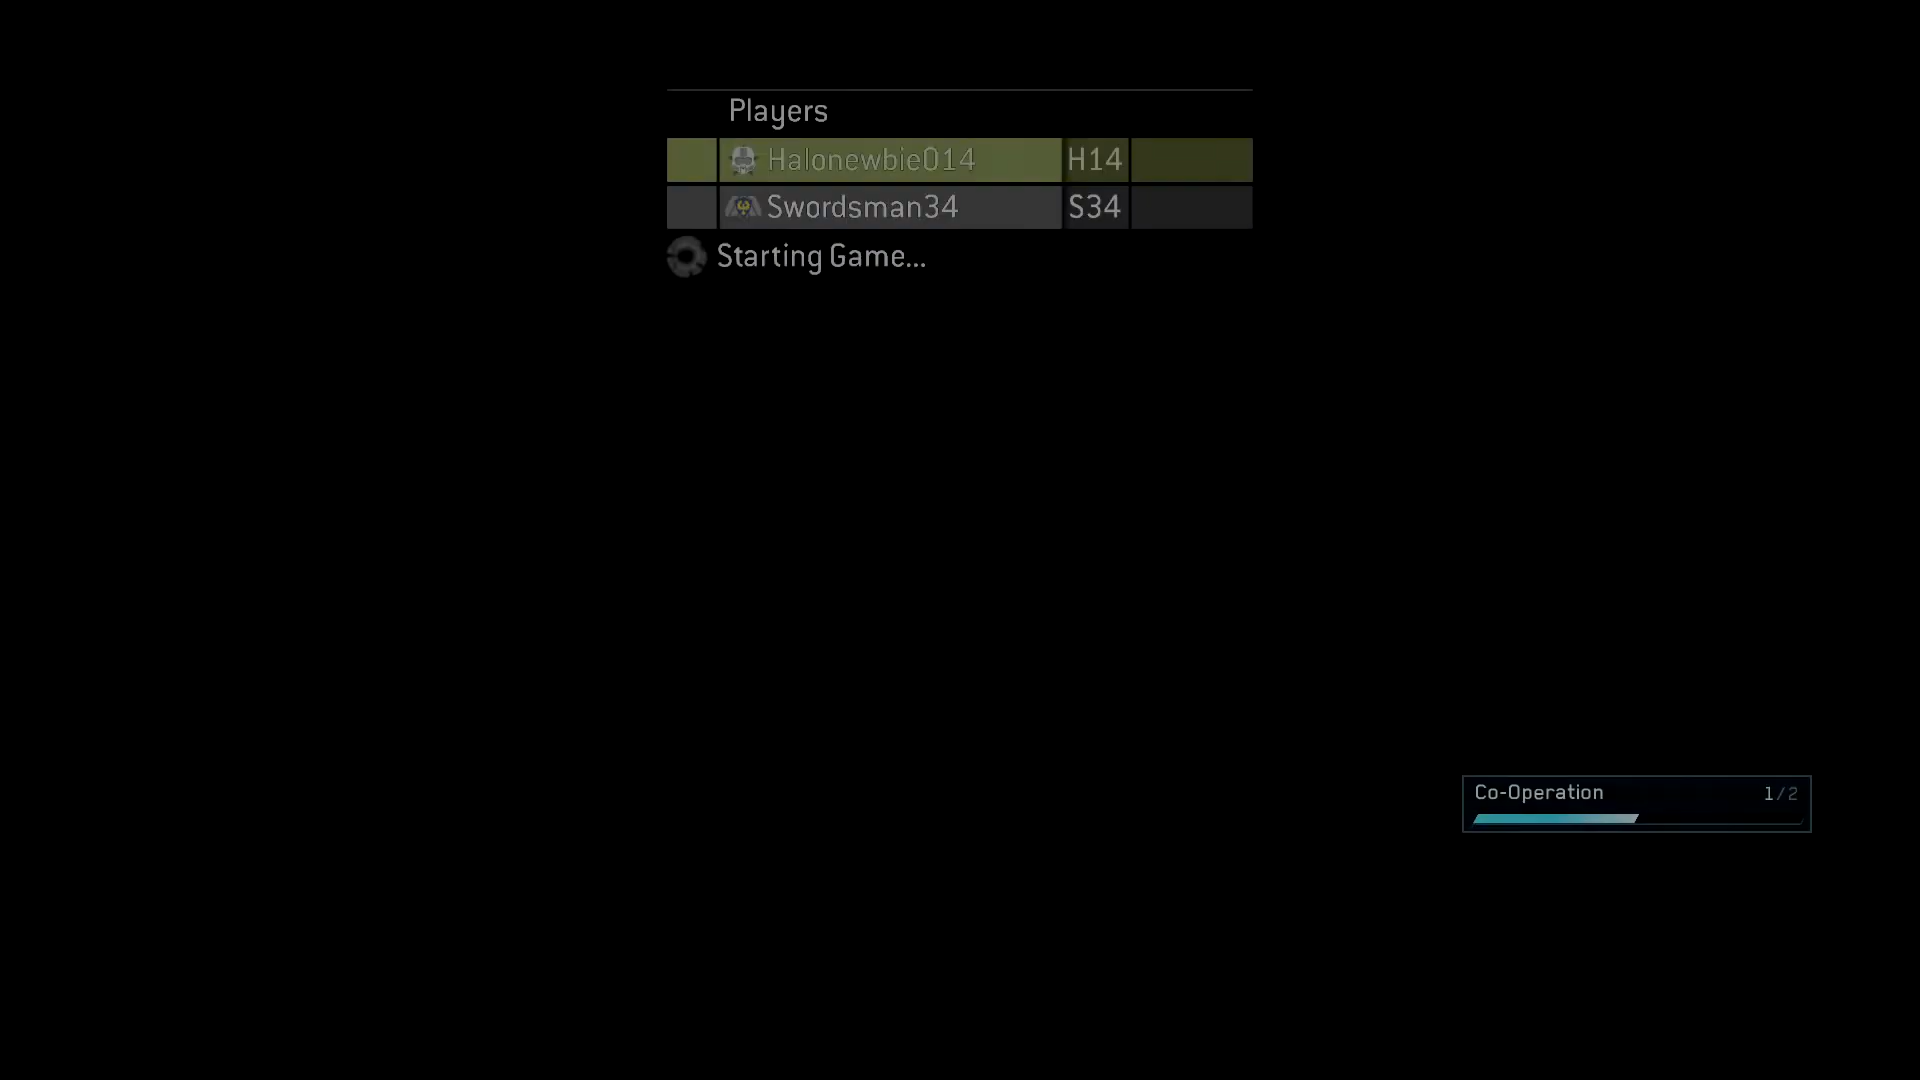 Players
Halonewbie014 H14
Swordsman34 S34
Starting Game...
Co-Operation 1/2